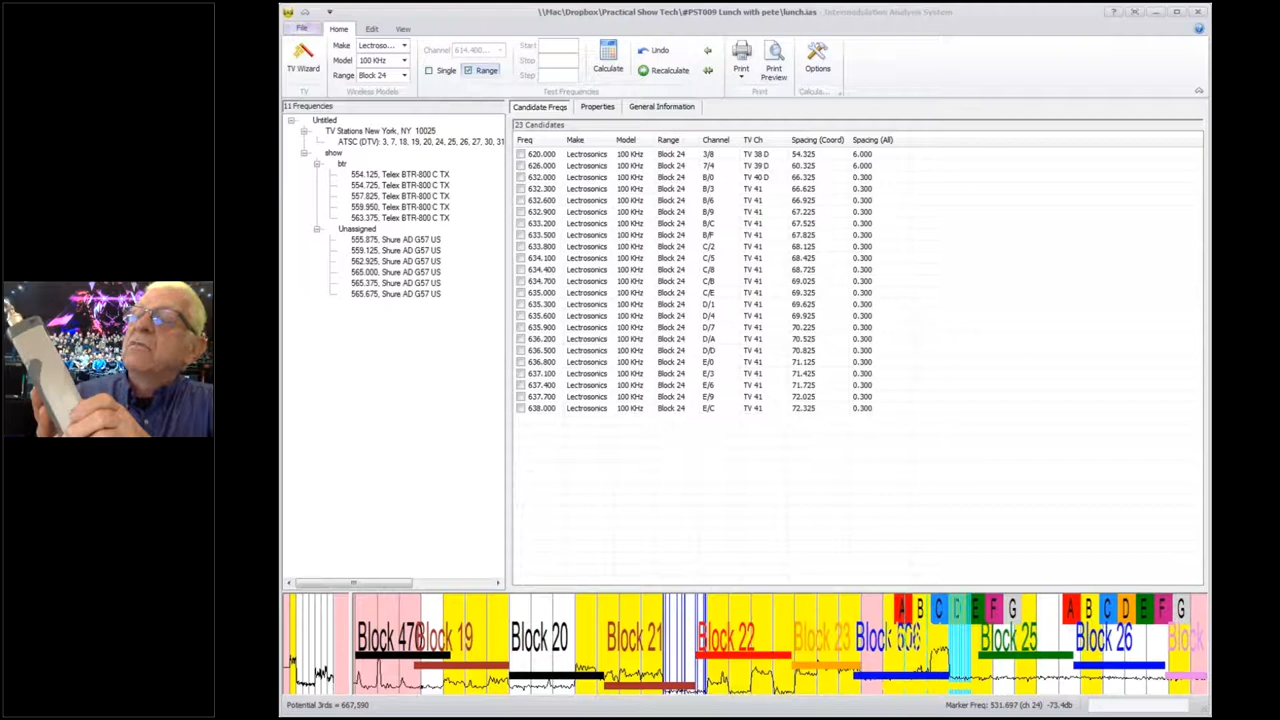 \\Mac\Dropbox\Practical Show Tech\#PST009 Lunch with pete\lunch.ias - Intermodulation Analysis System
File Home Edit View
TV Wizard
Make Lectroso...
Model 100 KHz
Range Block 24
Channel 614.400...
Single Range
Start
Stop
Step
Calculate
Undo
Recalculate
Print
Print Preview
Options
TV Wireless Models Test Frequencies Print Calcula...
11 Frequencies
Untitled
TV Stations New York, NY 10025
ATSC (DTV): 3, 7, 18, 19, 20, 24, 25, 26, 27, 30, 31
show
btr
554.125, Telex BTR-800 C TX
554.725, Telex BTR-800 C TX
557.825, Telex BTR-800 C TX
559.950, Telex BTR-800 C TX
563.375, Telex BTR-800 C TX
Unassigned
555.875, Shure AD G57 US
559.125, Shure AD G57 US
562.925, Shure AD G57 US
565.000, Shure AD G57 US
565.375, Shure AD G57 US
565.675, Shure AD G57 US
Candidate Freqs Properties General Information
23 Candidates
Freq Make Model Range Channel TV Ch Spacing (Coord) Spacing (All)
620.000 Lectrosonics 100 KHz Block 24 3/8 TV 38 D 54.325 6.000
626.000 Lectrosonics 100 KHz Block 24 7/4 TV 39 D 60.325 6.000
632.000 Lectrosonics 100 KHz Block 24 B/0 TV 40 D 66.325 0.300
632.300 Lectrosonics 100 KHz Block 24 B/3 TV 41 66.625 0.300
632.600 Lectrosonics 100 KHz Block 24 B/6 TV 41 66.925 0.300
632.900 Lectrosonics 100 KHz Block 24 B/9 TV 41 67.225 0.300
633.200 Lectrosonics 100 KHz Block 24 B/C TV 41 67.525 0.300
633.500 Lectrosonics 100 KHz Block 24 B/F TV 41 67.825 0.300
633.800 Lectrosonics 100 KHz Block 24 C/2 TV 41 68.125 0.300
634.100 Lectrosonics 100 KHz Block 24 C/5 TV 41 68.425 0.300
634.400 Lectrosonics 100 KHz Block 24 C/8 TV 41 68.725 0.300
634.700 Lectrosonics 100 KHz Block 24 C/B TV 41 69.025 0.300
635.000 Lectrosonics 100 KHz Block 24 C/E TV 41 69.325 0.300
635.300 Lectrosonics 100 KHz Block 24 D/1 TV 41 69.625 0.300
635.600 Lectrosonics 100 KHz Block 24 D/4 TV 41 69.925 0.300
635.900 Lectrosonics 100 KHz Block 24 D/7 TV 41 70.225 0.300
636.200 Lectrosonics 100 KHz Block 24 D/A TV 41 70.525 0.300
636.500 Lectrosonics 100 KHz Block 24 D/D TV 41 70.825 0.300
636.800 Lectrosonics 100 KHz Block 24 E/0 TV 41 71.125 0.300
637.100 Lectrosonics 100 KHz Block 24 E/3 TV 41 71.425 0.300
637.400 Lectrosonics 100 KHz Block 24 E/6 TV 41 71.725 0.300
637.700 Lectrosonics 100 KHz Block 24 E/9 TV 41 72.025 0.300
638.000 Lectrosonics 100 KHz Block 24 E/C TV 41 72.325 0.300
A B C D E F G A B C D E F G
Block 470 Block 19 Block 20 Block 21 Block 22 Block 23 Block Block 25 Block 26 Block
Potential 3rds = 667,590 Marker Freq: 531.697 (ch 24) -73.4db